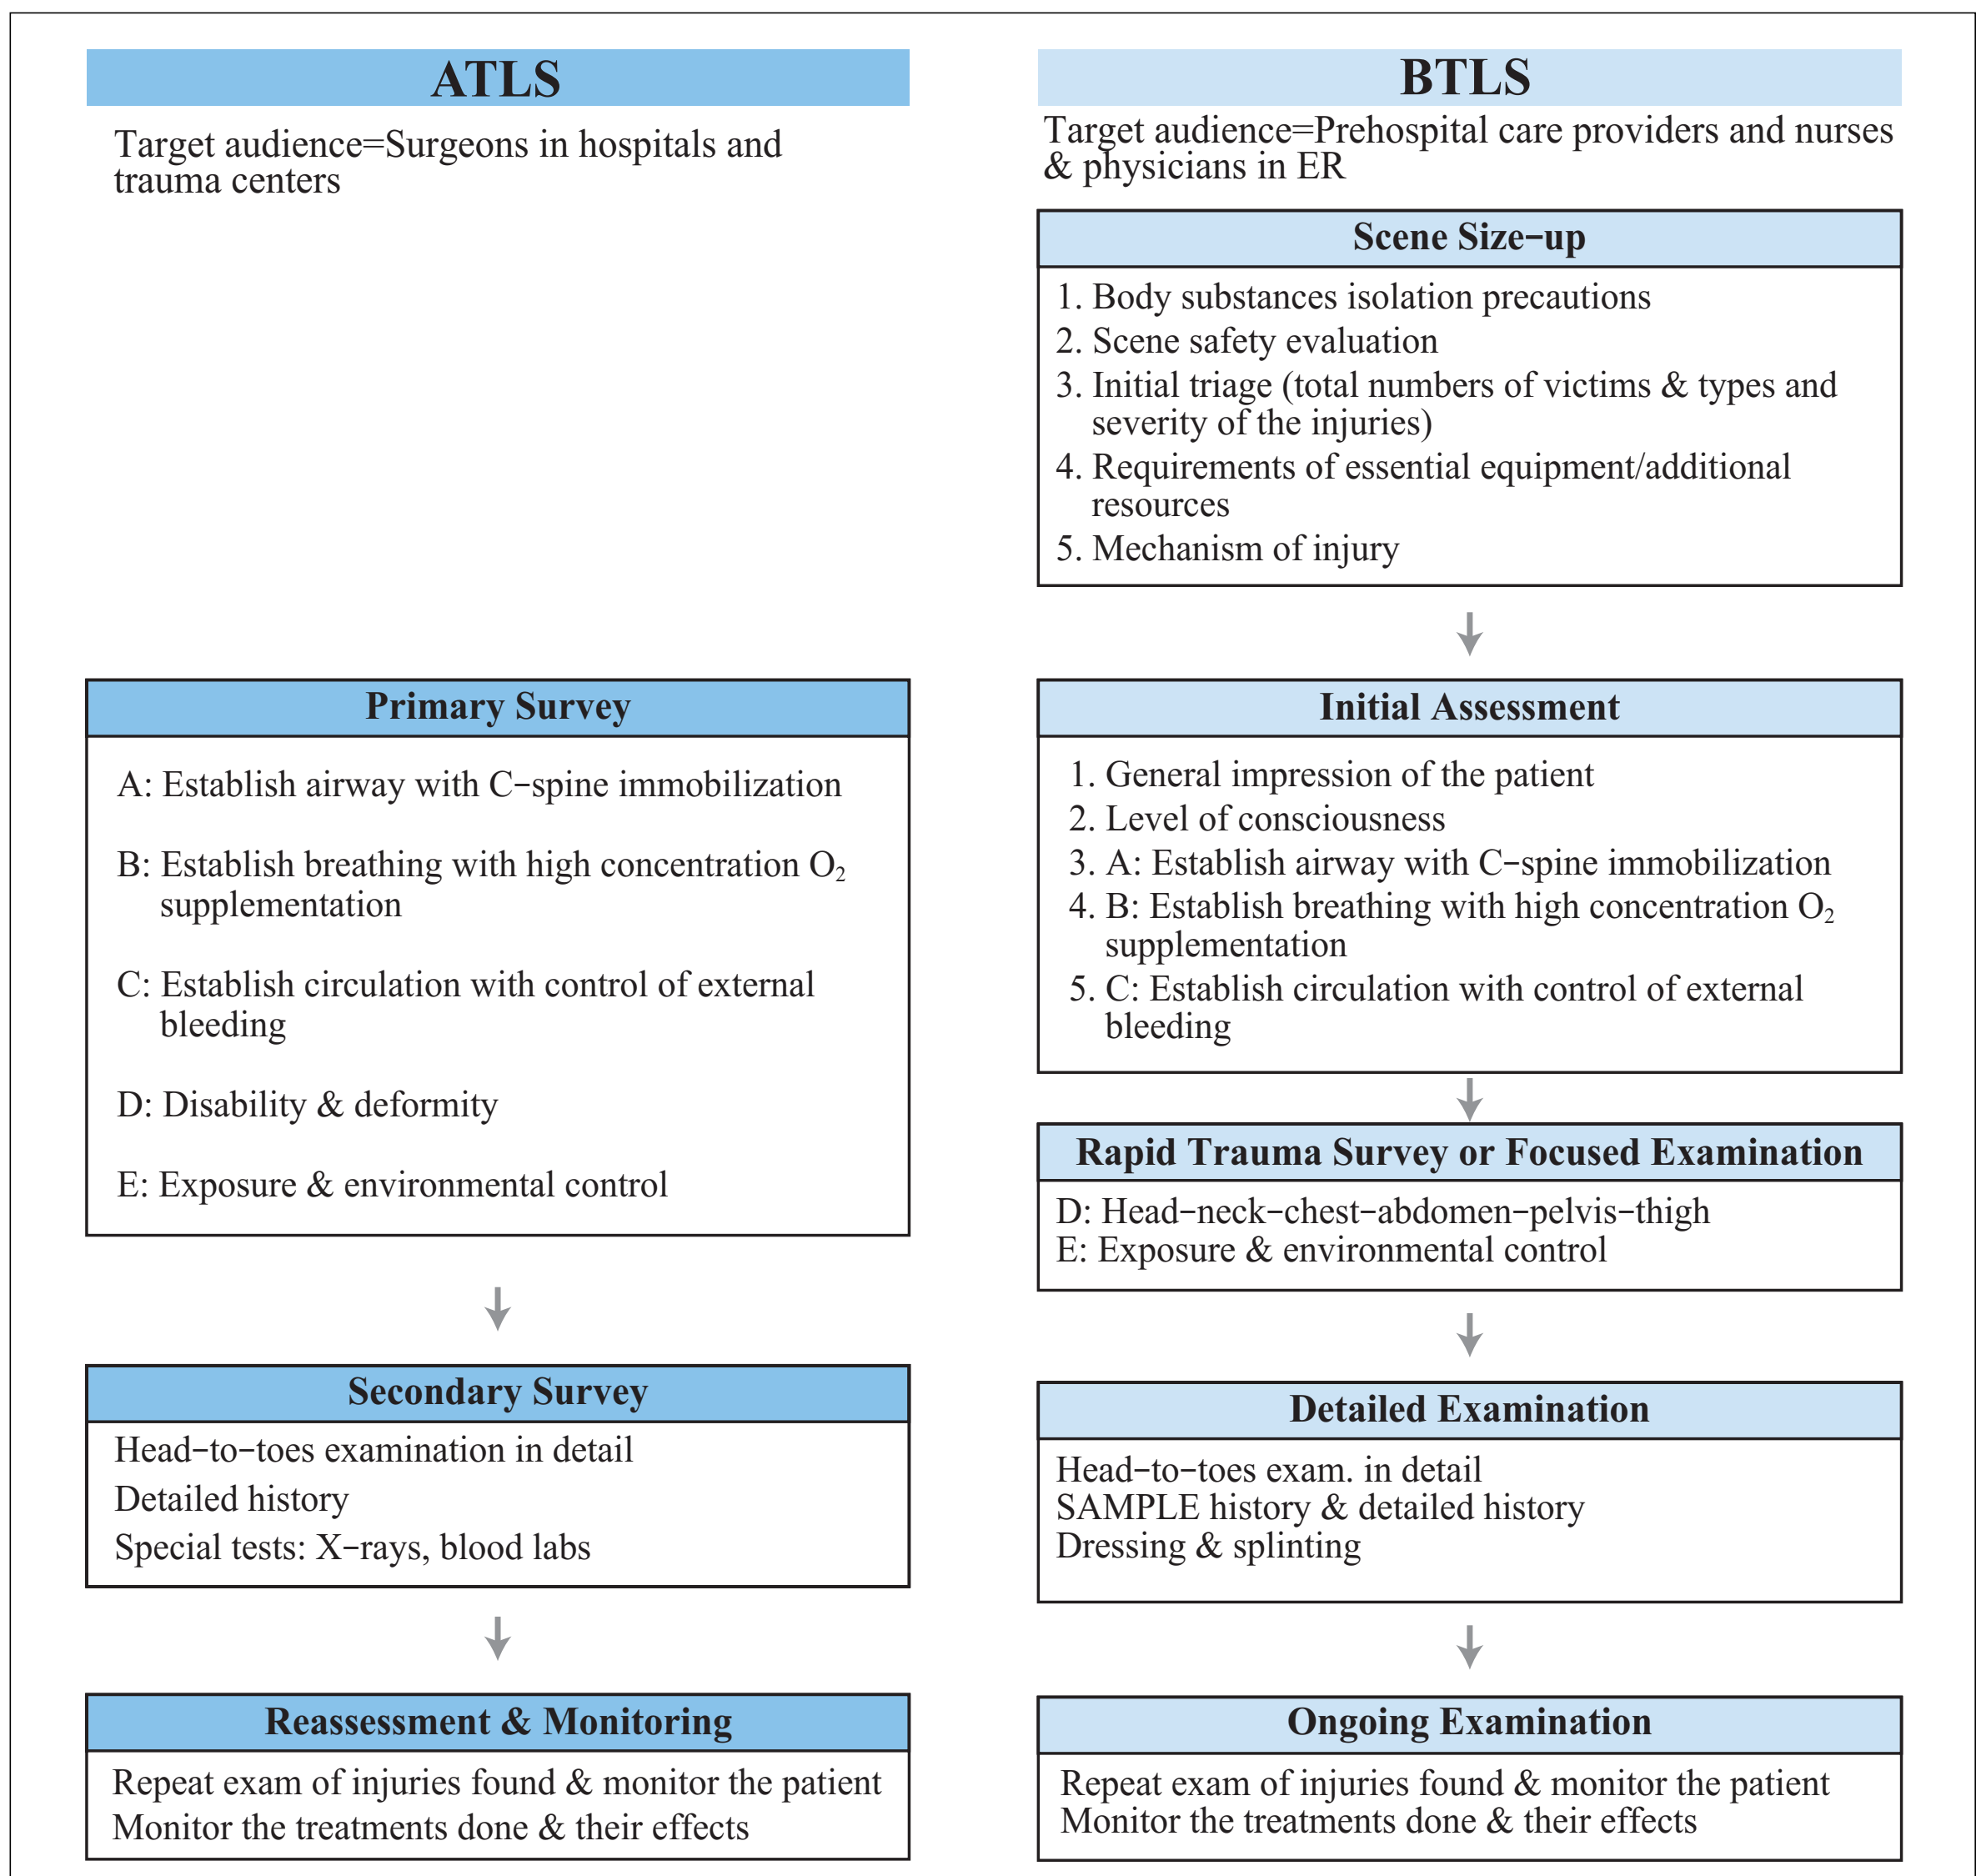 ATLS
Target audience=Surgeons in hospitals and
trauma centers
Primary Survey
A: Establish airway with C-spine immobilization
B: Establish breathing with high concentration O₂
supplementation
C: Establish circulation with control of external
bleeding
D: Disability & deformity
E: Exposure & environmental control
Secondary Survey
Head-to-toes examination in detail
Detailed history
Special tests: X-rays, blood labs
Reassessment & Monitoring
Repeat exam of injuries found & monitor the patient
Monitor the treatments done & their effects
BTLS
Target audience=Prehospital care providers and nurses
& physicians in ER
Scene Size-up
1. Body substances isolation precautions
2. Scene safety evaluation
3. Initial triage (total numbers of victims & types and
severity of the injuries)
4. Requirements of essential equipment/additional
resources
5. Mechanism of injury
Initial Assessment
1. General impression of the patient
2. Level of consciousness
3. A: Establish airway with C-spine immobilization
4. B: Establish breathing with high concentration O₂
supplementation
5. C: Establish circulation with control of external
bleeding
Rapid Trauma Survey or Focused Examination
D: Head-neck-chest-abdomen-pelvis-thigh
E: Exposure & environmental control
Detailed Examination
Head-to-toes exam. in detail
SAMPLE history & detailed history
Dressing & splinting
Ongoing Examination
Repeat exam of injuries found & monitor the patient
Monitor the treatments done & their effects